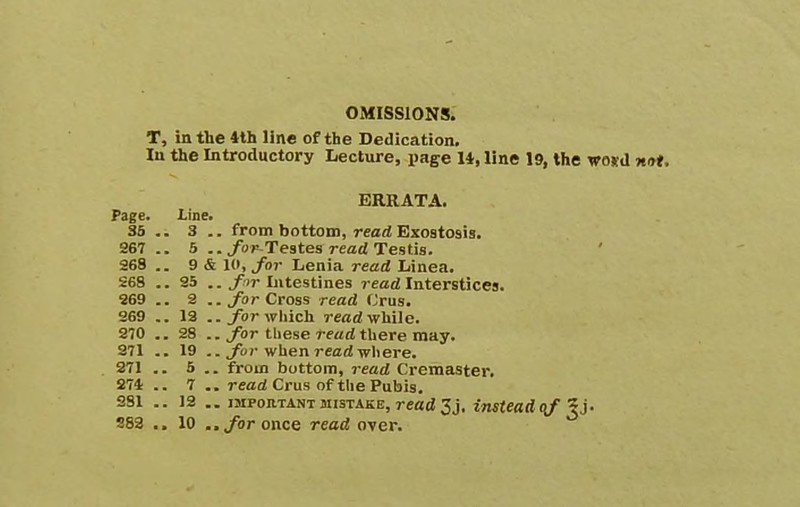 OMISSIONS.
T, in the 4th line of the Dedication.
In the Introductory Lecture, page 14, line 19, the word not.
ERRATA.
Page. Line.
35 .. 3 .. from bottom, read Exostosis.
267 .. 5 .. for Testes read Testis.
268 .. 9 & 10, for Lenia read Linea.
268 .. 25 .. for Intestines read Interstices.
269 .. 2 .. for Cross read Crus.
269 .. 12 .. for which read while.
270 .. 28 .. for these read there may.
271 .. 19 .. for when read where.
271 .. 5 .. from bottom, read Cremaster.
274 .. 7 .. read Crus of the Pubis.
281 .. 12 .. IMPORTANT MISTAKE, read ʒj. instead of ℥j.
282 .. 10 .. for once read over.